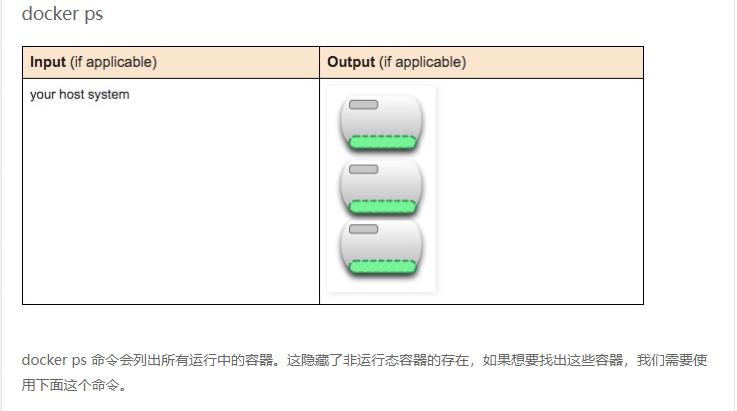 docker ps
Input (if applicable) Output (if applicable)
your host system
docker ps 命令会列出所有运行中的容器。这隐藏了非运行态容器的存在，如果想要找出这些容器，我们需要使
用下面这个命令。